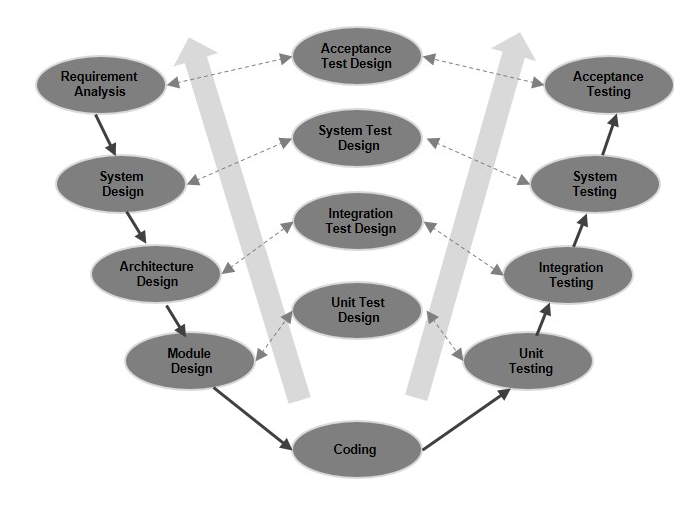 Acceptance
Test Design
Requirement
Analysis
Acceptance
Testing
System Test
Design
System
Design
System
Testing
Integration
Test Design
Architecture
Design
Integration
Testing
Unit Test
Design
Module
Design
Unit
Testing
Coding